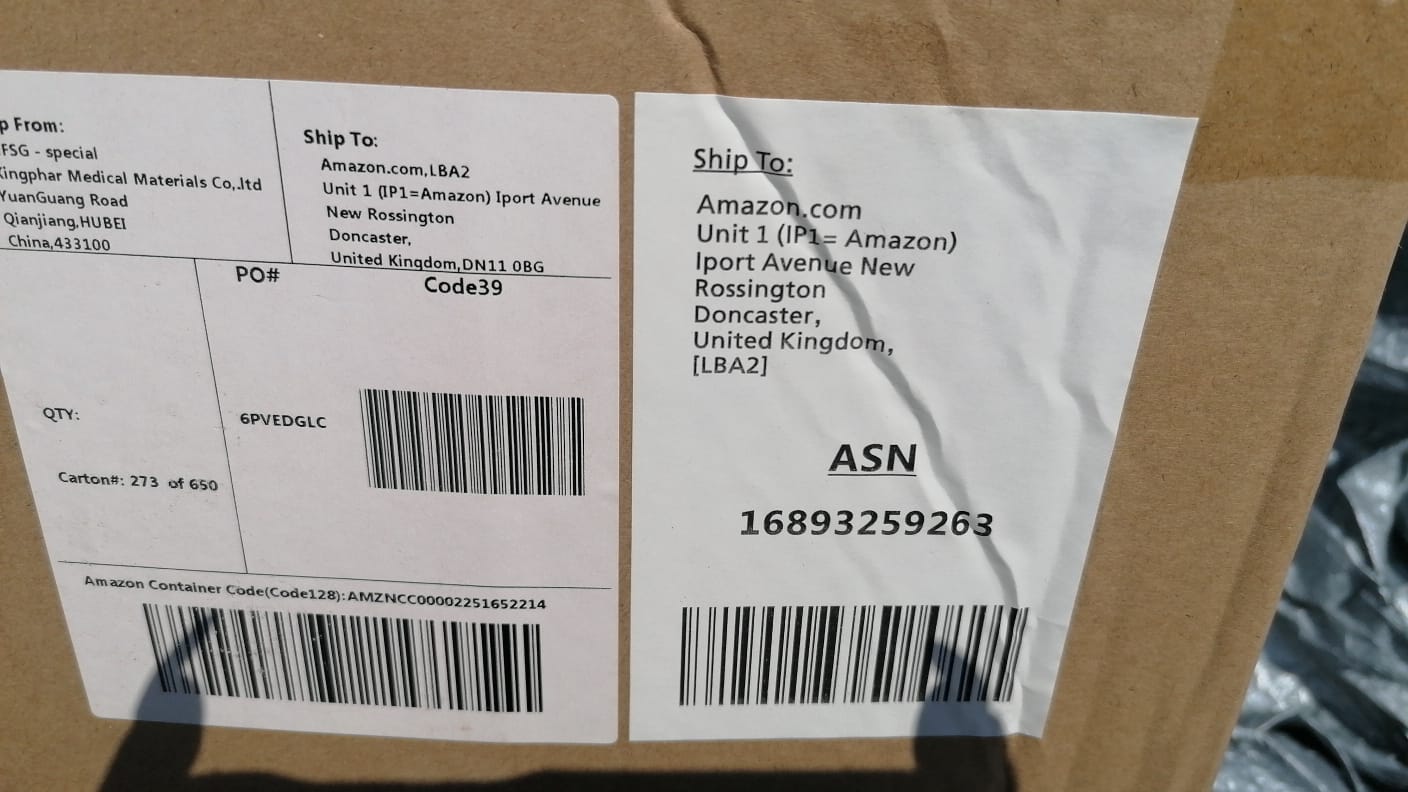 p From:
FSG - special
Kingphar Medical Materials Co,.ltd
YuanGuang Road
Qianjiang,HUBEI
China,433100
Ship To:
Amazon.com,LBA2
Unit 1 (IP1=Amazon) Iport Avenue
New Rossington
Doncaster,
United Kingdom,DN11 0BG
PO#
Code39
QTY:
6PVEDGLC
Carton#: 273 of 650
Amazon Container Code(Code128):AMZNCC00002251652214
Ship To:
Amazon.com
Unit 1 (IP1= Amazon)
Iport Avenue New
Rossington
Doncaster,
United Kingdom,
[LBA2]
ASN
16893259263